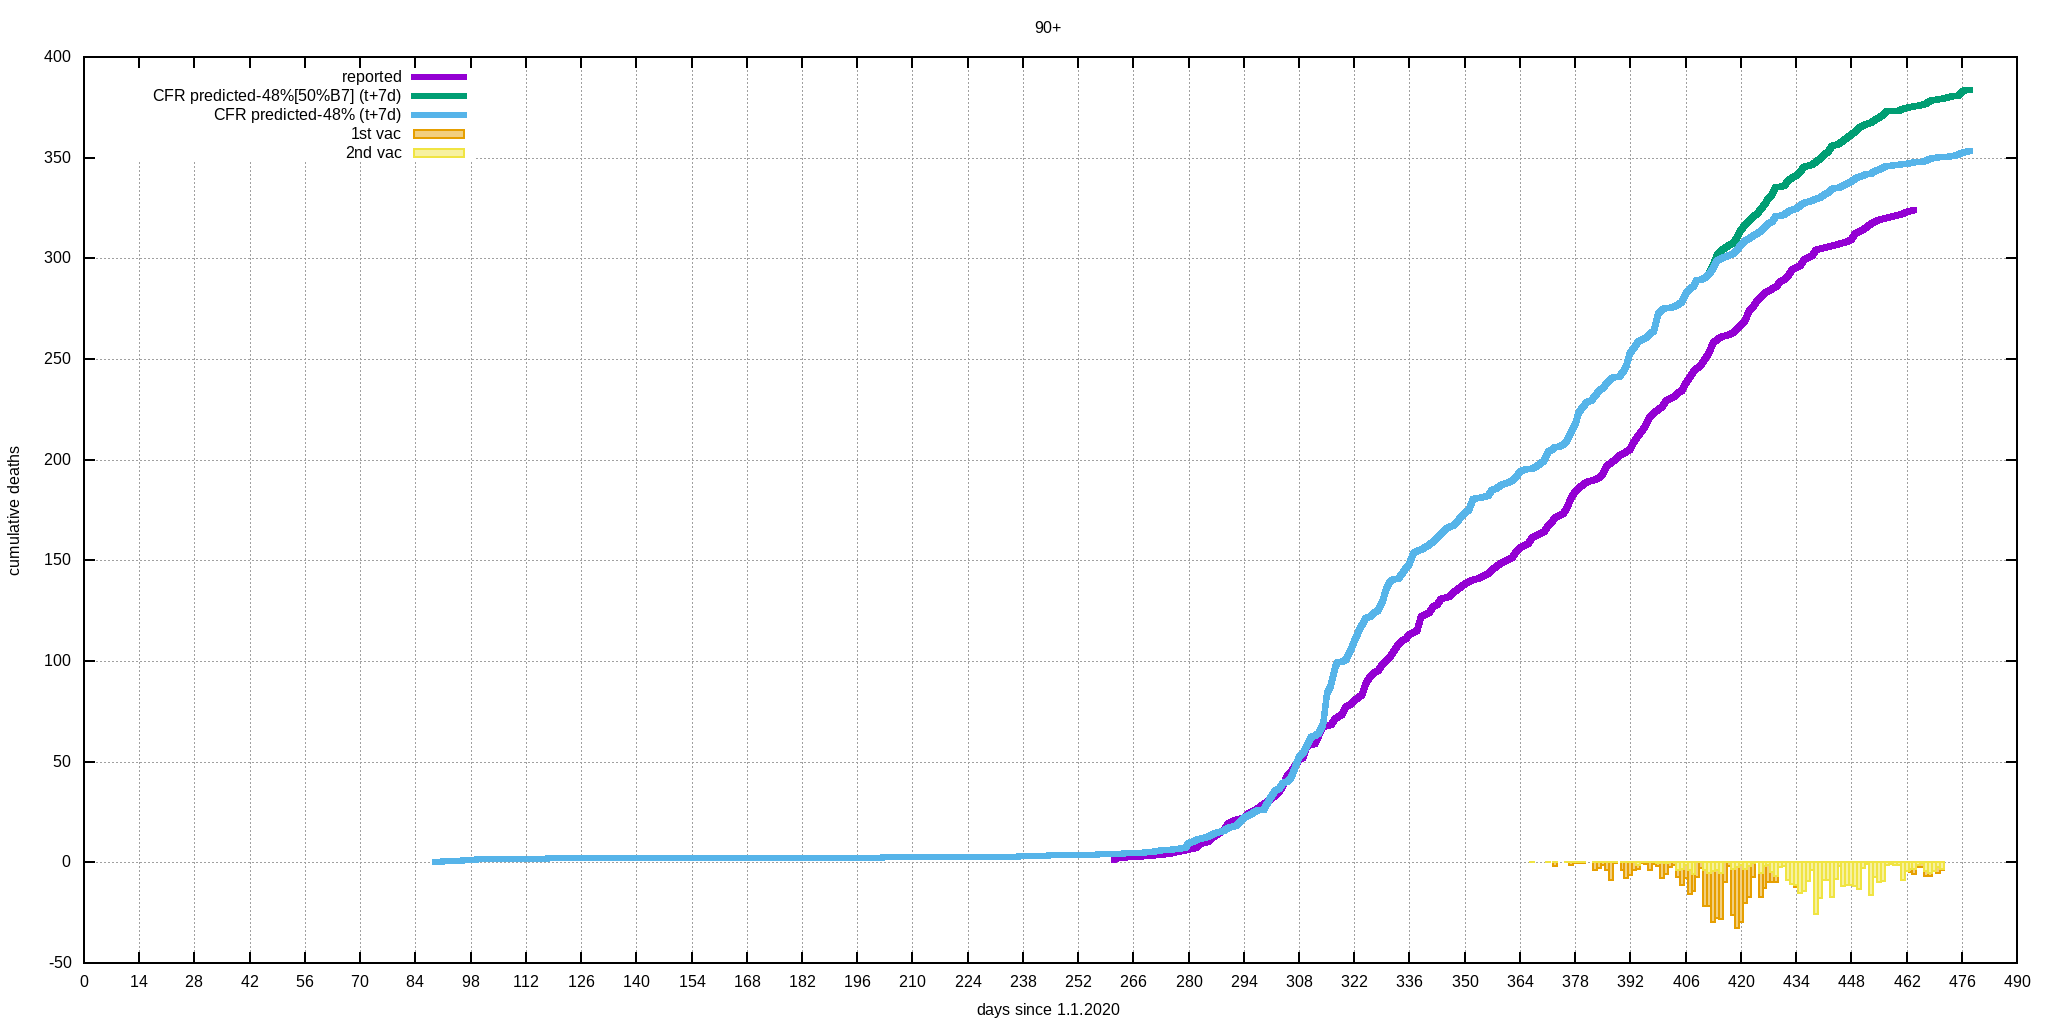 90+
400
350
300
250
200
150
100
50
0
-50
cumulative deaths
reported
CFR predicted-48%[50%B7] (t+7d)
CFR predicted-48% (t+7d)
1st vac
2nd vac
0 14 28 42 56 70 84 98 112 126 140 154 168 182 196 210 224 238 252 266 280 294 308 322 336 350 364 378 392 406 420 434 448 462 476 490
days since 1.1.2020